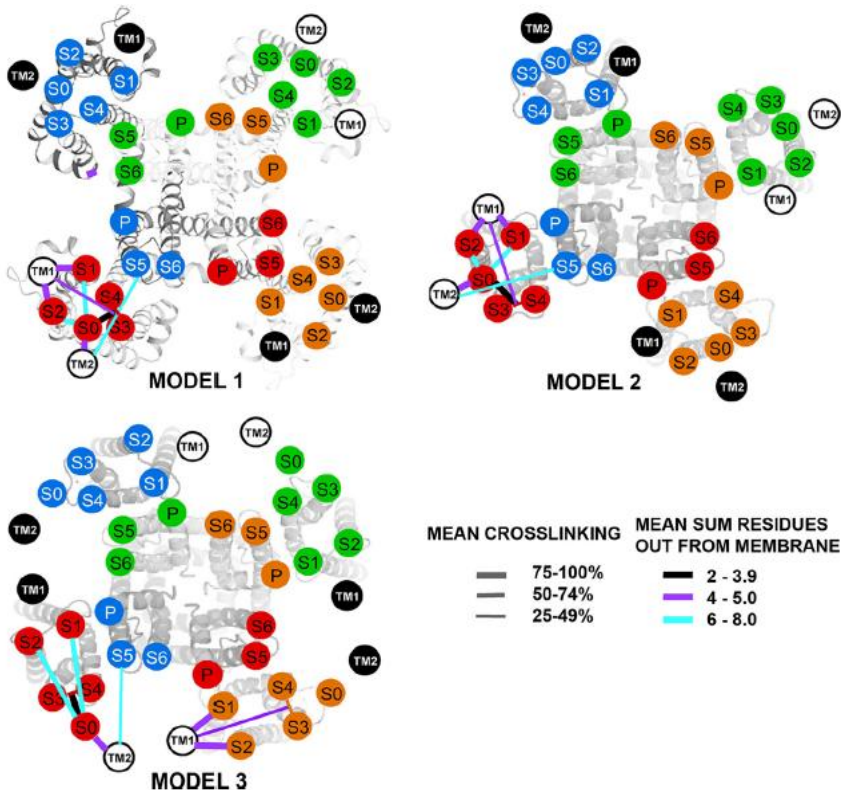 S2
TM1
TM2
S0
S1
S4
S3
S5
S6
P
TM2
S3
S0
S4
S2
S1
TM1
P
S6
S5
P
P
S5
S6
TM1
S1
S2
S4
S0
S3
TM2
S6
S5
P
S3
S4
S1
S0
TM2
S2
TM1
MODEL 1
TM2
S2
S0
TM1
S3
S1
S4
P
S5
S6
S6
S5
P
S4
S3
TM2
S0
S1
S2
TM1
TM1
S2
S1
S0
TM2
S3
S4
P
S5
S6
S6
S5
P
S4
S1
S3
TM1
S2
S0
TM2
MODEL 2
S2
TM1
TM2
S3
S1
S0
S4
P
S5
S6
TM2
S0
S3
S4
S2
S1
TM1
S6
S5
P
TM1
S1
S2
S3
S4
S0
TM2
P
S5
S6
S6
S5
P
TM2
S4
S0
S1
S3
TM1
S2
MODEL 3
MEAN CROSSLINKING
75-100%
50-74%
25-49%
MEAN SUM RESIDUES
OUT FROM MEMBRANE
2 - 3.9
4 - 5.0
6 - 8.0